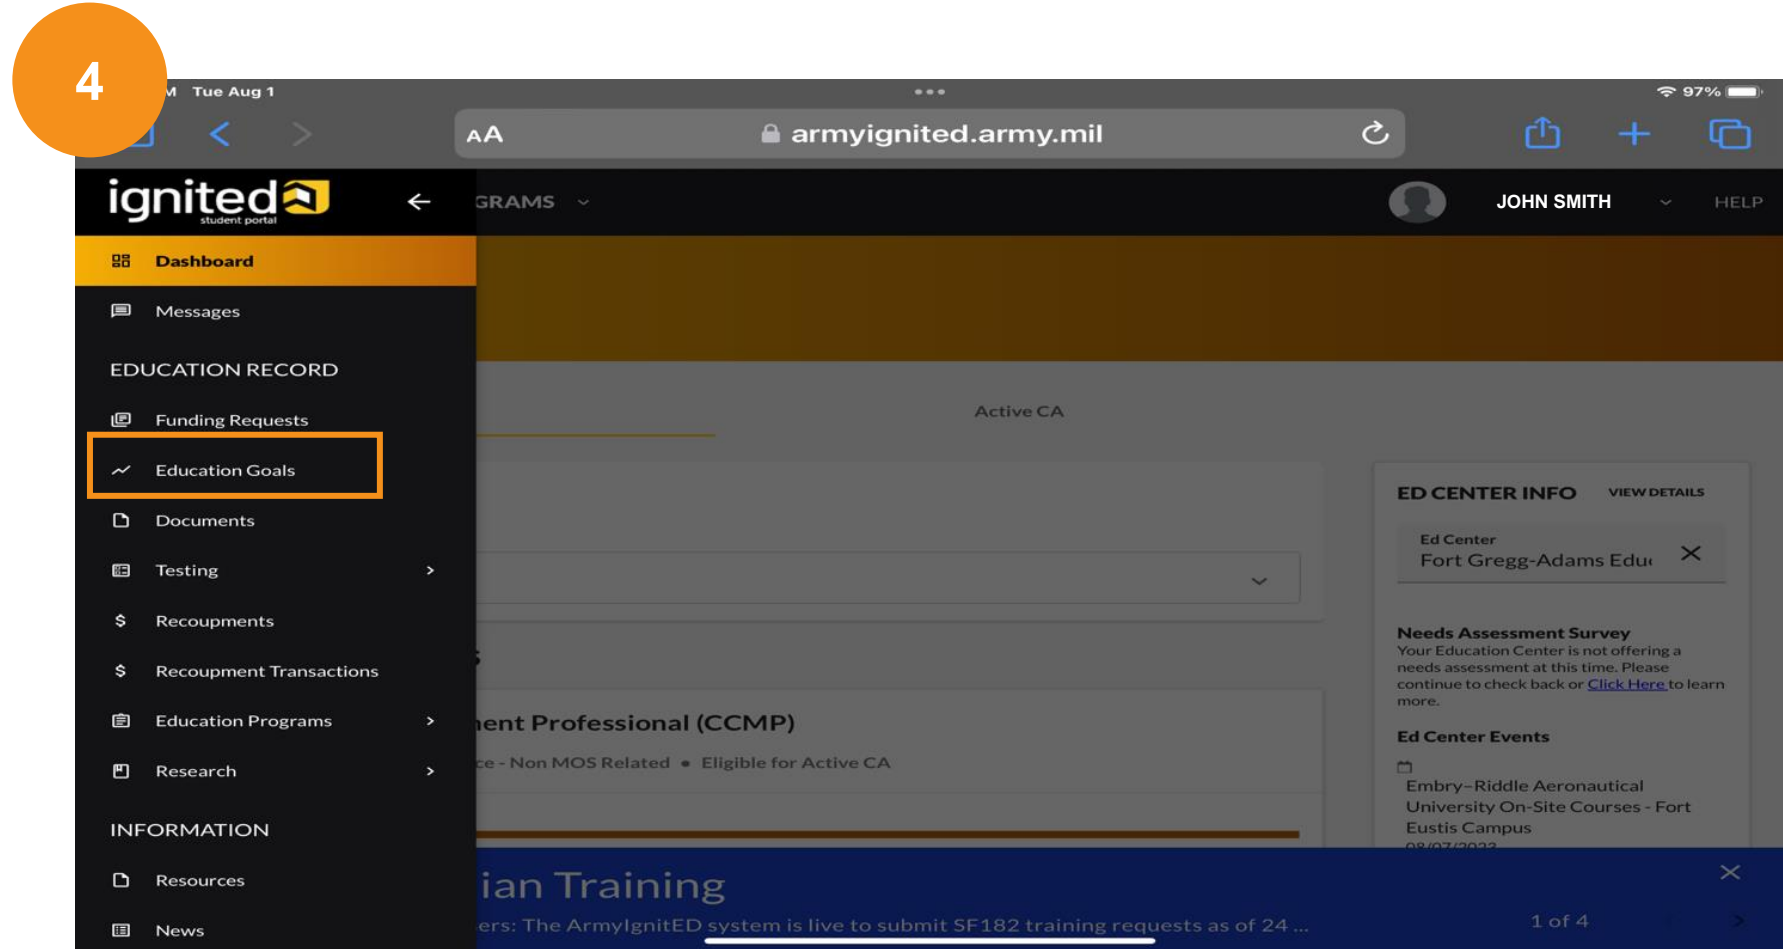 4
Tue Aug 1
97%
AA
armyignited.army.mil
ignited
student portal
GRAMS
JOHN SMITH
HELP
Dashboard
Messages
EDUCATION RECORD
Funding Requests
Education Goals
Documents
Testing
Recoupments
Recoupment Transactions
Education Programs
Research
INFORMATION
Resources
News
Active CA
ent Professional (CCMP)
ce - Non MOS Related • Eligible for Active CA
ED CENTER INFO VIEW DETAILS
Ed Center
Fort Gregg-Adams Edu
Needs Assessment Survey
Your Education Center is not offering a
needs assessment at this time. Please
continue to check back or Click Here to learn
more.
Ed Center Events
Embry–Riddle Aeronautical
University On-Site Courses - Fort
Eustis Campus
08/07/2023
ian Training
ers: The ArmyIgnitED system is live to submit SF182 training requests as of 24 ...
1 of 4